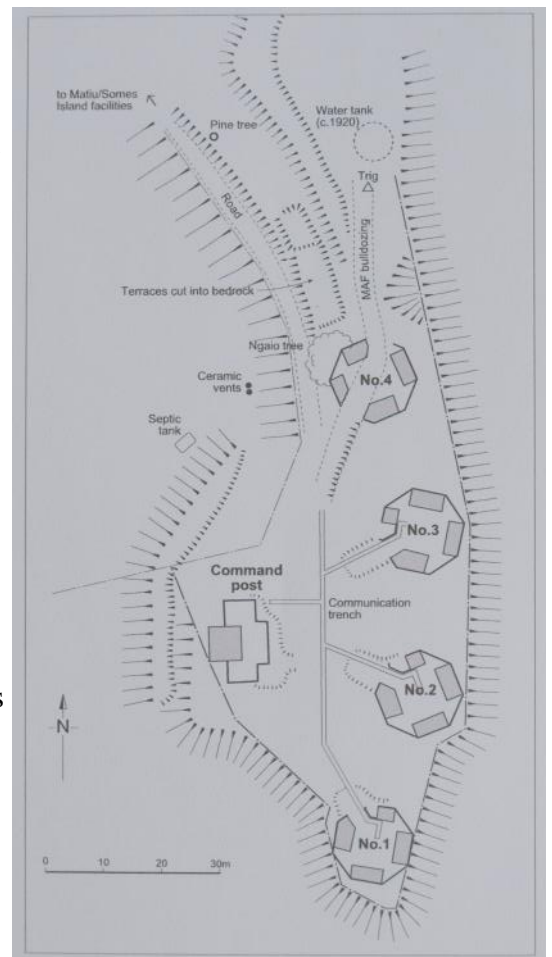 to Matiu/Somes
Island facilities
Pine tree
Water tank
(c.1920)
Trig
Road
MAF bulldozing
Terraces cut into bedrock
Ngaio tree
No.4
Ceramic
vents
Septic
tank
No.3
Command
post
Communication
trench
No.2
s
N
No.1
0 10 20 30m